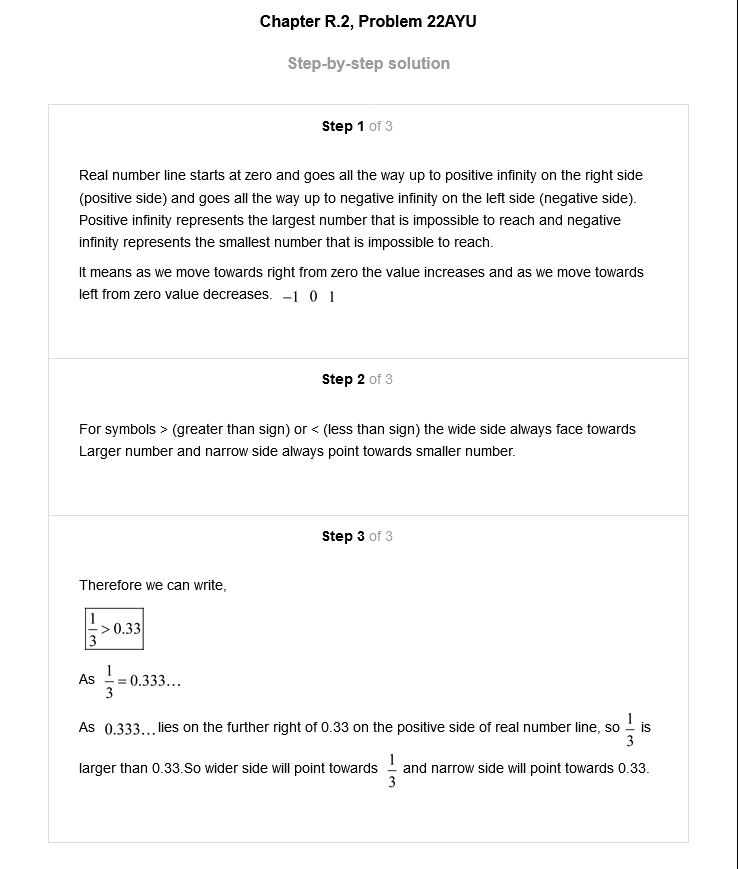 Chapter R.2, Problem 22AYU
Step-by-step solution
Step 1 of 3
Real number line starts at zero and goes all the way up to positive infinity on the right side
(positive side) and goes all the way up to negative infinity on the left side (negative side).
Positive infinity represents the largest number that is impossible to reach and negative
infinity represents the smallest number that is impossible to reach.
It means as we move towards right from zero the value increases and as we move towards
left from zero value decreases. −1 0 1
Step 2 of 3
For symbols > (greater than sign) or < (less than sign) the wide side always face towards
Larger number and narrow side always point towards smaller number.
Step 3 of 3
Therefore we can write,
1/3 > 0.33
As 1/3 = 0.333...
As 0.333... lies on the further right of 0.33 on the positive side of real number line, so 1/3 is
larger than 0.33.So wider side will point towards 1/3 and narrow side will point towards 0.33.